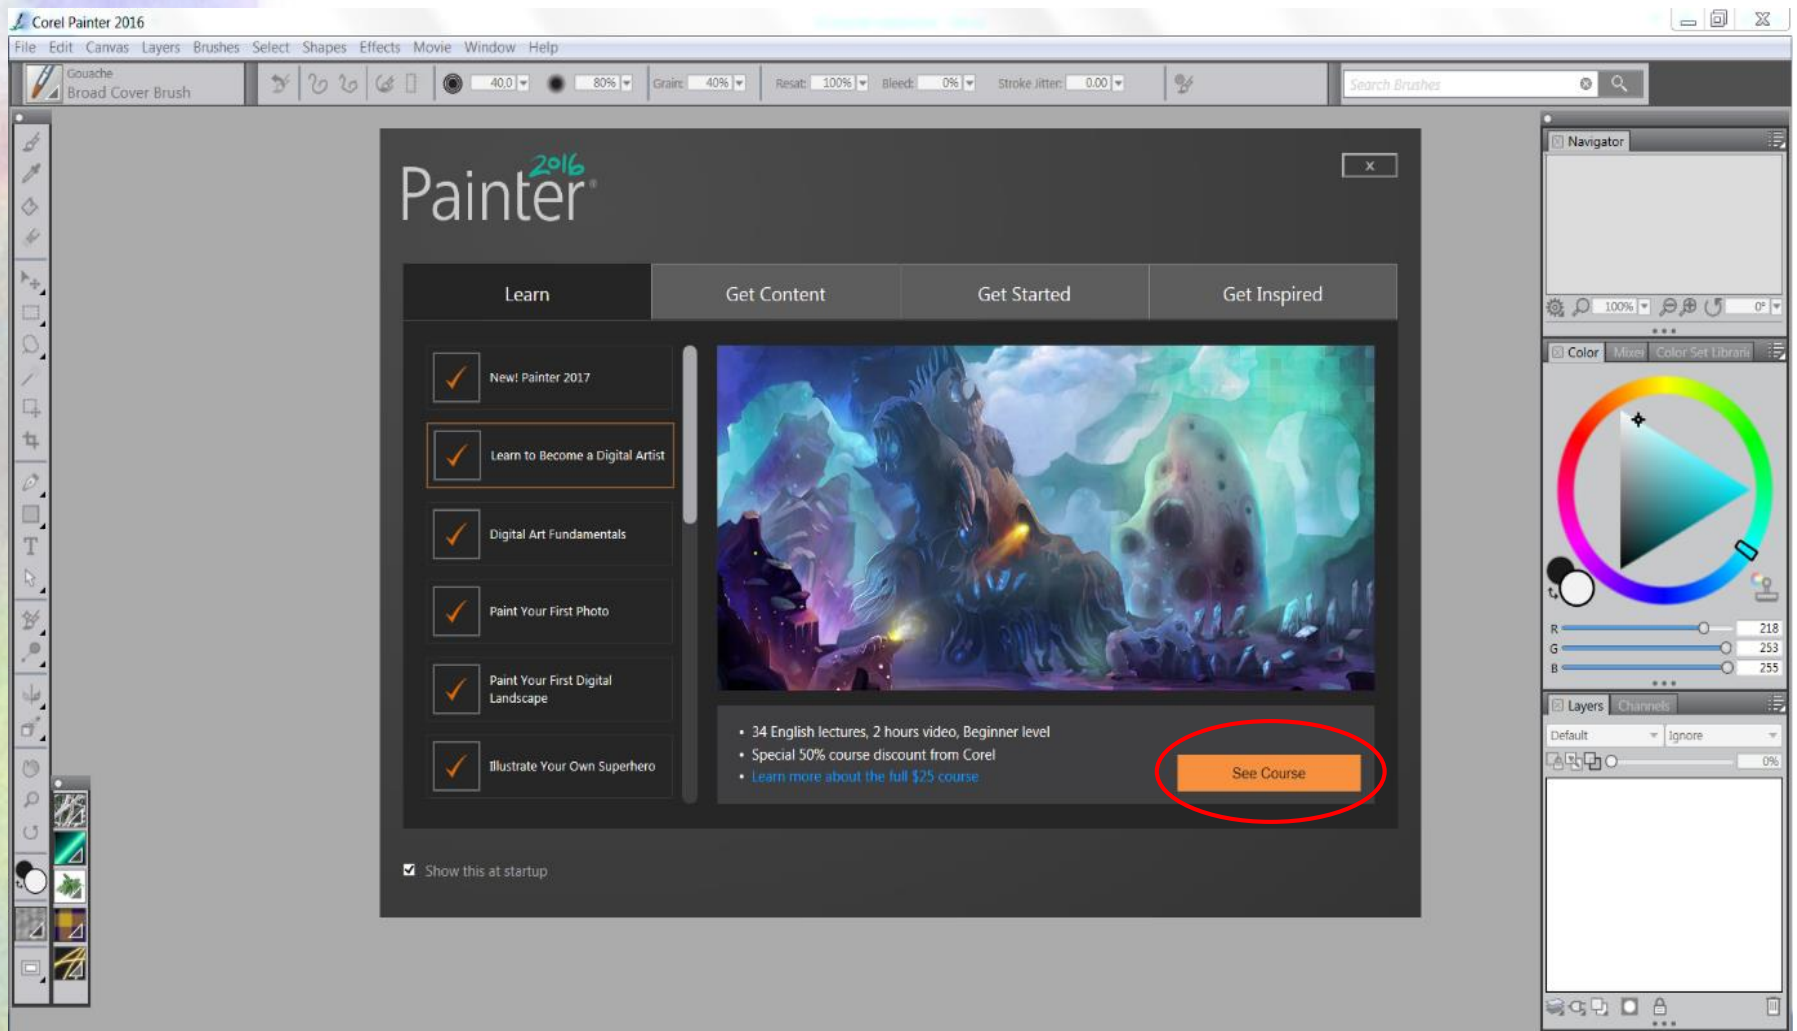 Corel Painter 2016
File Edit Canvas Layers Brushes Select Shapes Effects Movie Window Help
Gouache
Broad Cover Brush
40.0
80%
Grain: 40%
Resat: 100%
Bleed: 0%
Stroke Jitter: 0.00
Search Brushes
Painter® 2016
x
Learn
Get Content
Get Started
Get Inspired
New! Painter 2017
Learn to Become a Digital Artist
Digital Art Fundamentals
Paint Your First Photo
Paint Your First Digital
Landscape
Illustrate Your Own Superhero
• 34 English lectures, 2 hours video, Beginner level
• Special 50% course discount from Corel
• Learn more about the full $25 course
See Course
Show this at startup
Navigator
100%
0°
Color Mixer Color Set Librari
R 218
G 253
B 255
Layers Channels
Default Ignore
0%
T